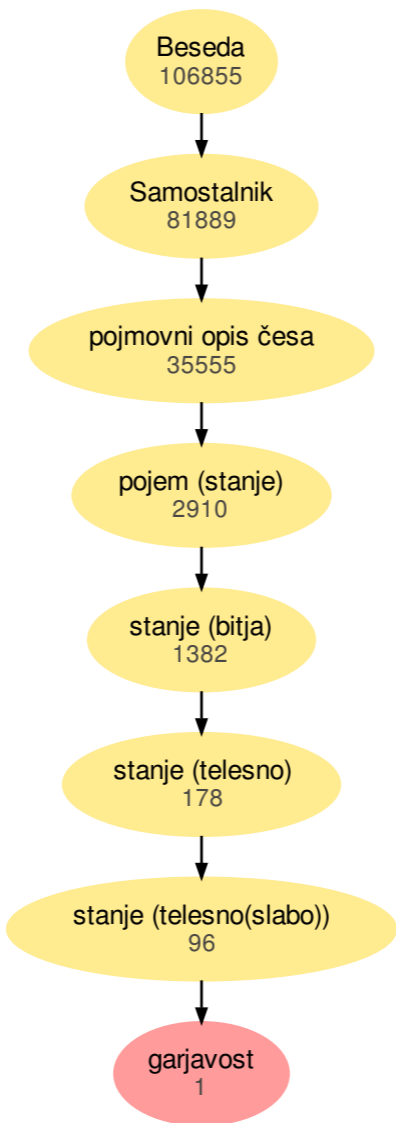 Beseda
106855
Samostalnik
81889
pojmovni opis česa
35555
pojem (stanje)
2910
stanje (bitja)
1382
stanje (telesno)
178
stanje (telesno(slabo))
96
garjavost
1